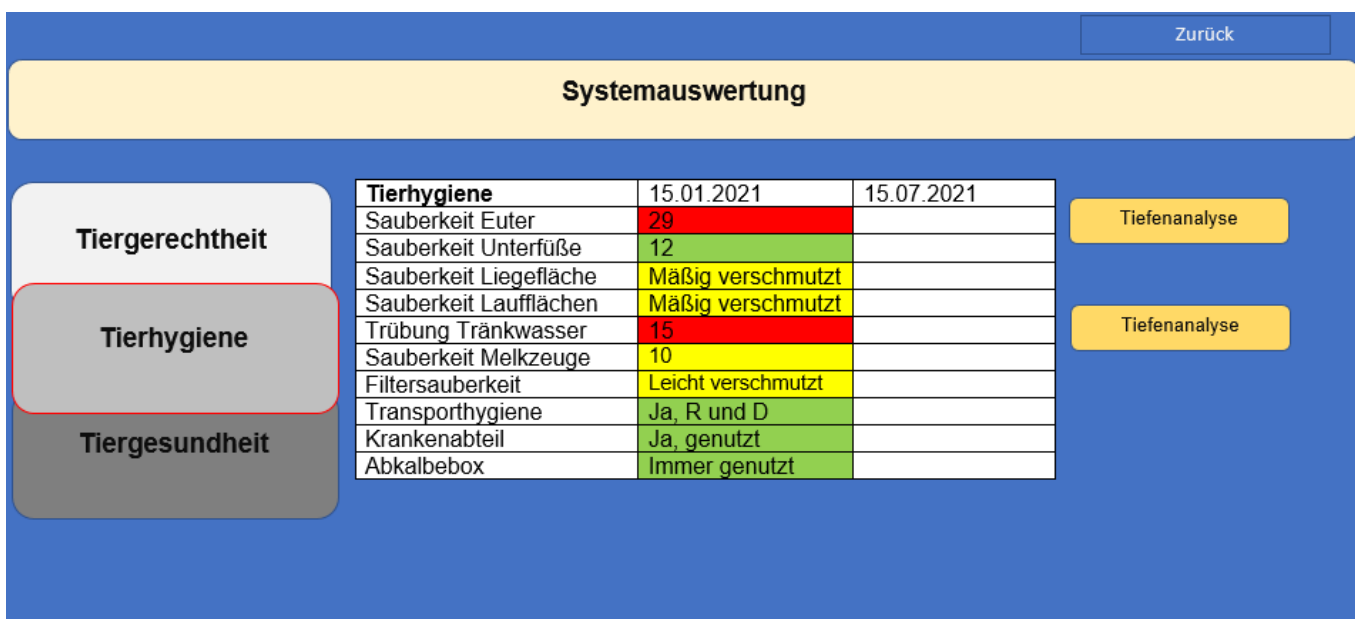 Zurück
Systemauswertung
Tiergerechtheit
Tierhygiene
Tiergesundheit
Tierhygiene 15.01.2021 15.07.2021
Sauberkeit Euter 29
Sauberkeit Unterfüße 12
Sauberkeit Liegefläche Mäßig verschmutzt
Sauberkeit Laufflächen Mäßig verschmutzt
Trübung Tränkwasser 15
Sauberkeit Melkzeuge 10
Filtersauberkeit Leicht verschmutzt
Transporthygiene Ja, R und D
Krankenabteil Ja, genutzt
Abkalbebox Immer genutzt
Tiefenanalyse
Tiefenanalyse